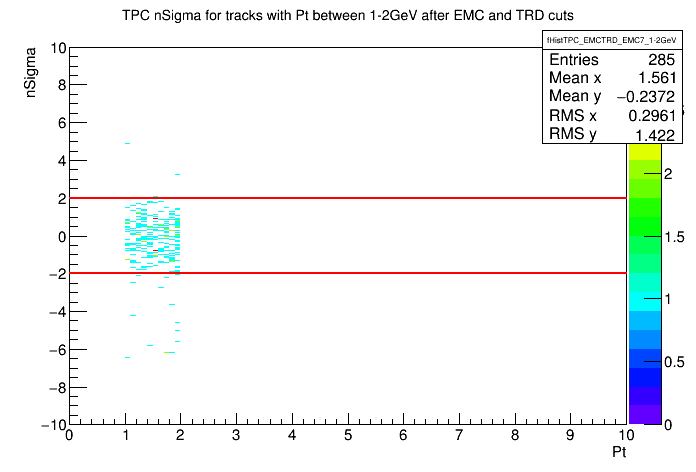 TPC nSigma for tracks with Pt between 1-2GeV after EMC and TRD cuts
fHistTPC_EMCTRD_EMC7_1-2GeV
Entries 285
Mean x 1.561
Mean y −0.2372
RMS x 0.2961
RMS y 1.422
nSigma
10
8
6
4
2
0
−2
−4
−6
−8
−10
0 1 2 3 4 5 6 7 8 9 10
Pt
2
1.5
1
0.5
0